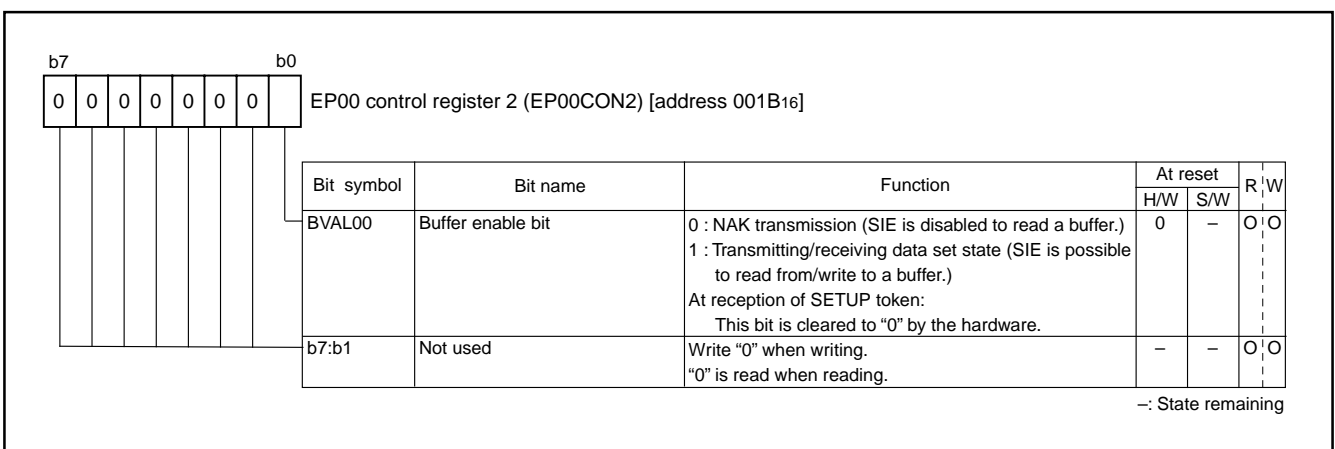 b7 b0
0 0 0 0 0 0 0
EP00 control register 2 (EP00CON2) [address 001B16]
Bit symbol Bit name Function At reset R W
H/W S/W
BVAL00 Buffer enable bit 0 : NAK transmission (SIE is disabled to read a buffer.) 0 – O O
1 : Transmitting/receiving data set state (SIE is possible
to read from/write to a buffer.)
At reception of SETUP token:
This bit is cleared to “0” by the hardware.
b7:b1 Not used Write “0” when writing. – – O O
“0” is read when reading.
–: State remaining